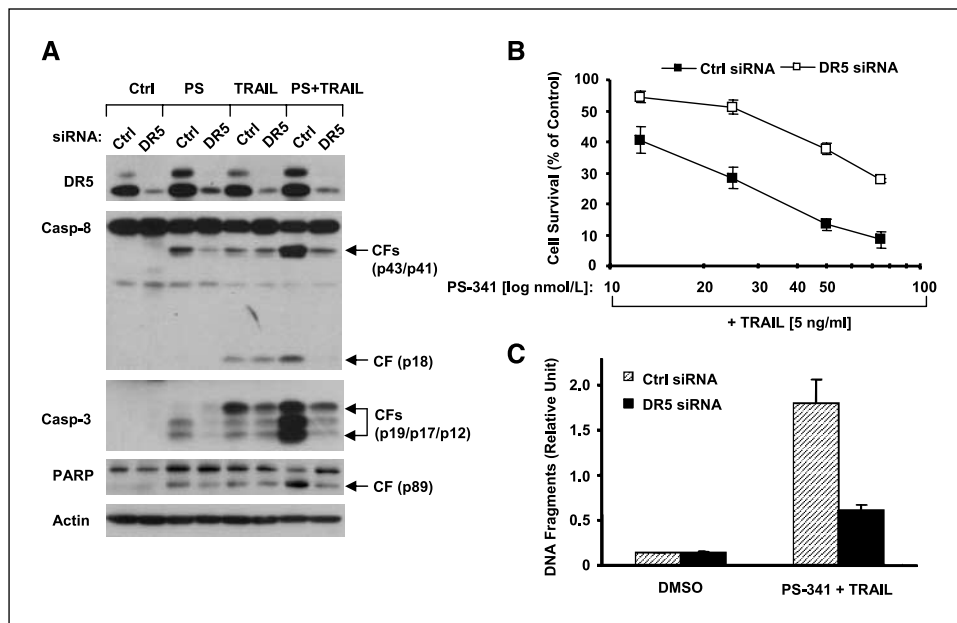 A
Ctrl PS TRAIL PS+TRAIL
siRNA: Ctrl DR5 Ctrl DR5 Ctrl DR5 Ctrl DR5
DR5
Casp-8
CFs
(p43/p41)
CF (p18)
Casp-3
CFs
(p19/p17/p12)
PARP
CF (p89)
Actin
B
Ctrl siRNA DR5 siRNA
Cell Survival (% of Control)
100
50
40
30
20
10
0
PS-341 [log nmol/L]:
10 20 30 40 50 100
+ TRAIL [5 ng/ml]
C
Ctrl siRNA
DR5 siRNA
DNA Fragments (Relative Unit)
2.0
1.5
1.0
0.5
0
DMSO PS-341 + TRAIL